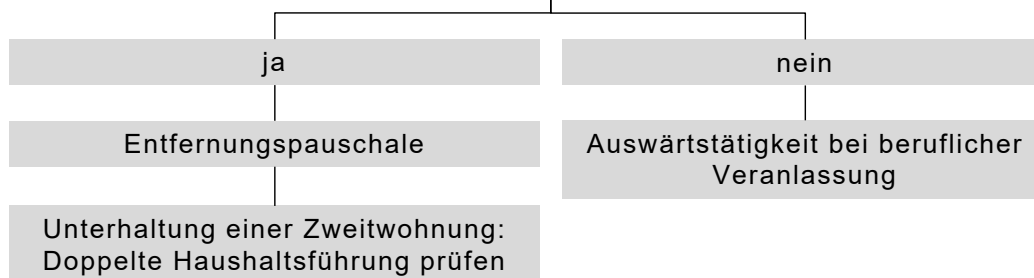 ja
nein
Entfernungspauschale
Auswärtstätigkeit bei beruflicher
Veranlassung
Unterhaltung einer Zweitwohnung:
Doppelte Haushaltsführung prüfen